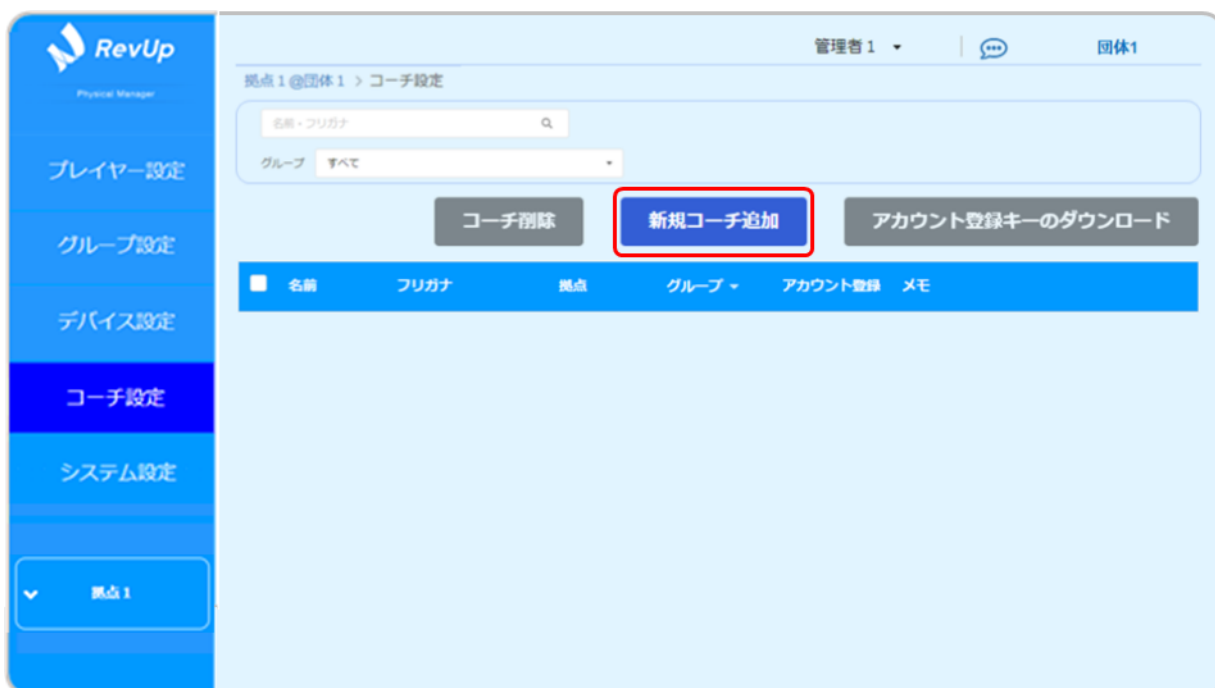 RevUp
Physical Manager
プレイヤー設定
グループ設定
デバイス設定
コーチ設定
システム設定
拠点1
管理者1
団体1
拠点1@団体1 > コーチ設定
名前・フリガナ
グループ すべて
コーチ削除 新規コーチ追加 アカウント登録キーのダウンロード
名前 フリガナ 拠点 グループ アカウント登録 メモ